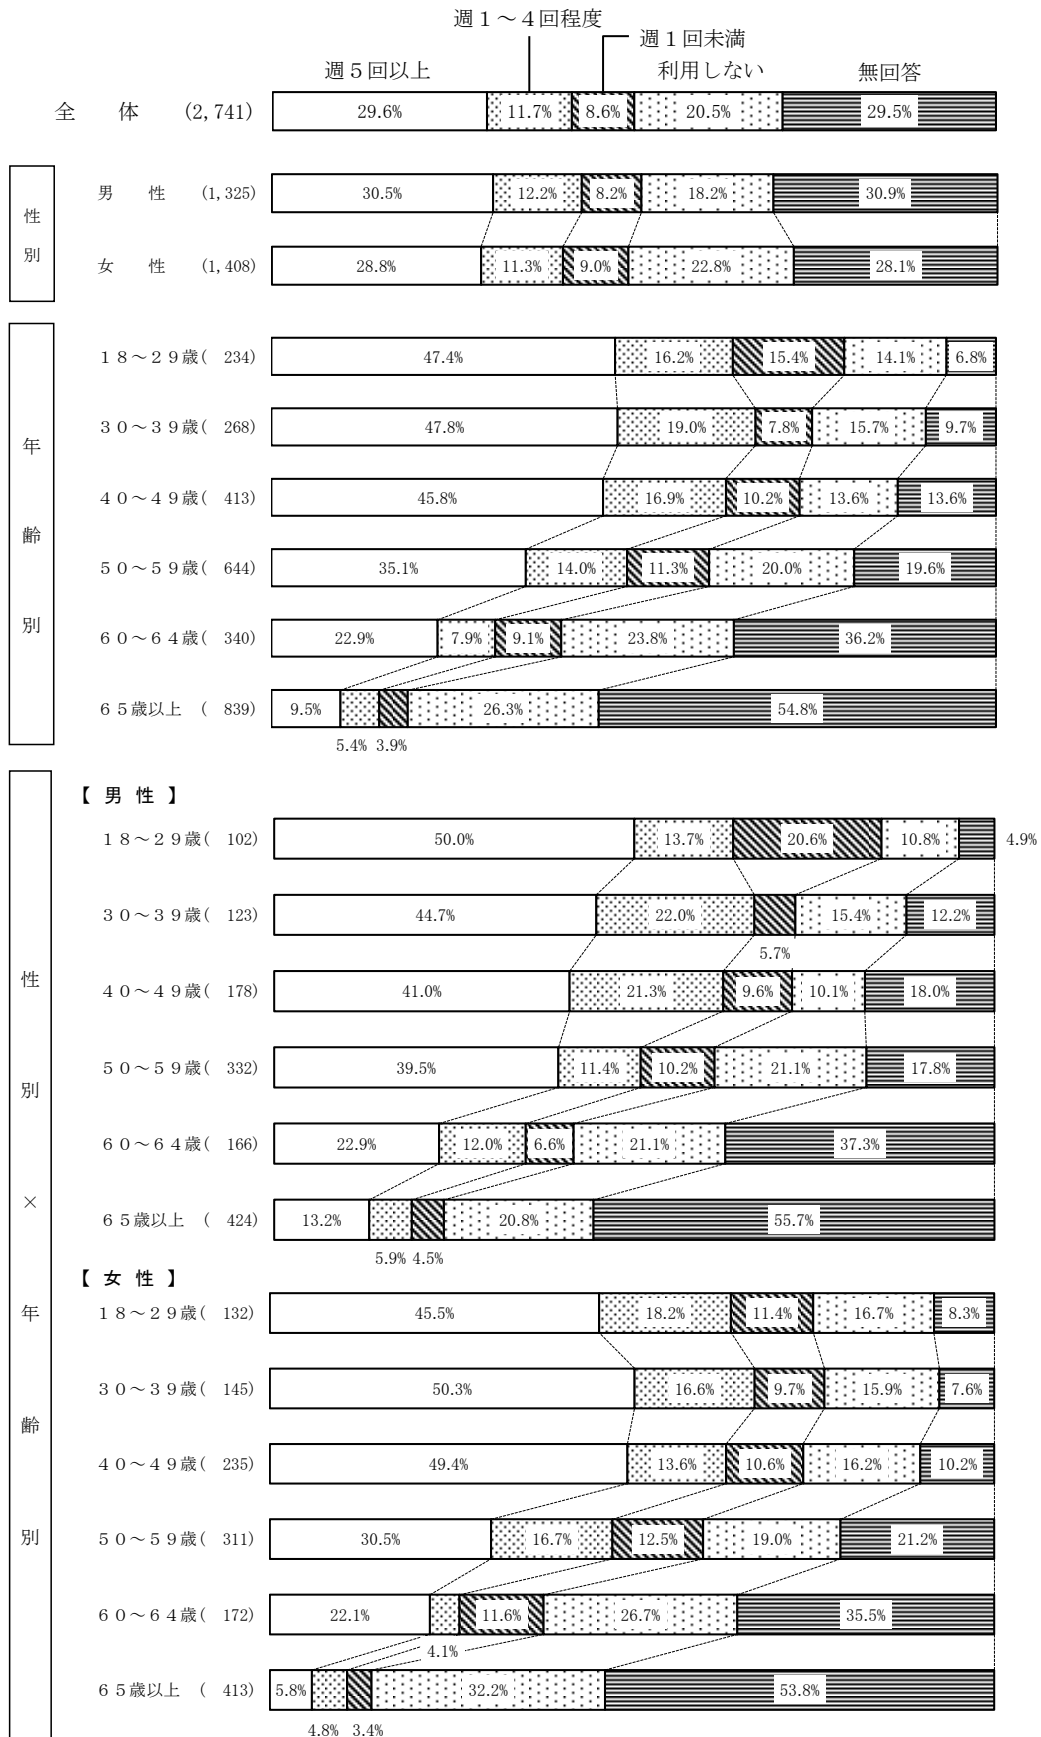 週１～４回程度
週１回未満
週５回以上 利用しない 無回答
全体 (2,741) 29.6% 11.7% 8.6% 20.5% 29.5%
性別
男性 (1,325) 30.5% 12.2% 8.2% 18.2% 30.9%
女性 (1,408) 28.8% 11.3% 9.0% 22.8% 28.1%
年齢別
１８～２９歳( 234) 47.4% 16.2% 15.4% 14.1% 6.8%
３０～３９歳( 268) 47.8% 19.0% 7.8% 15.7% 9.7%
４０～４９歳( 413) 45.8% 16.9% 10.2% 13.6% 13.6%
５０～５９歳( 644) 35.1% 14.0% 11.3% 20.0% 19.6%
６０～６４歳( 340) 22.9% 7.9% 9.1% 23.8% 36.2%
６５歳以上 ( 839) 9.5% 26.3% 54.8%
5.4% 3.9%
性別×年齢別
【男性】
１８～２９歳( 102) 50.0% 13.7% 20.6% 10.8% 4.9%
３０～３９歳( 123) 44.7% 22.0% 15.4% 12.2%
5.7%
４０～４９歳( 178) 41.0% 21.3% 9.6% 10.1% 18.0%
５０～５９歳( 332) 39.5% 11.4% 10.2% 21.1% 17.8%
６０～６４歳( 166) 22.9% 12.0% 6.6% 21.1% 37.3%
６５歳以上 ( 424) 13.2% 20.8% 55.7%
5.9% 4.5%
【女性】
１８～２９歳( 132) 45.5% 18.2% 11.4% 16.7% 8.3%
３０～３９歳( 145) 50.3% 16.6% 9.7% 15.9% 7.6%
４０～４９歳( 235) 49.4% 13.6% 10.6% 16.2% 10.2%
５０～５９歳( 311) 30.5% 16.7% 12.5% 19.0% 21.2%
６０～６４歳( 172) 22.1% 11.6% 26.7% 35.5%
4.1%
６５歳以上 ( 413) 5.8% 32.2% 53.8%
4.8% 3.4%